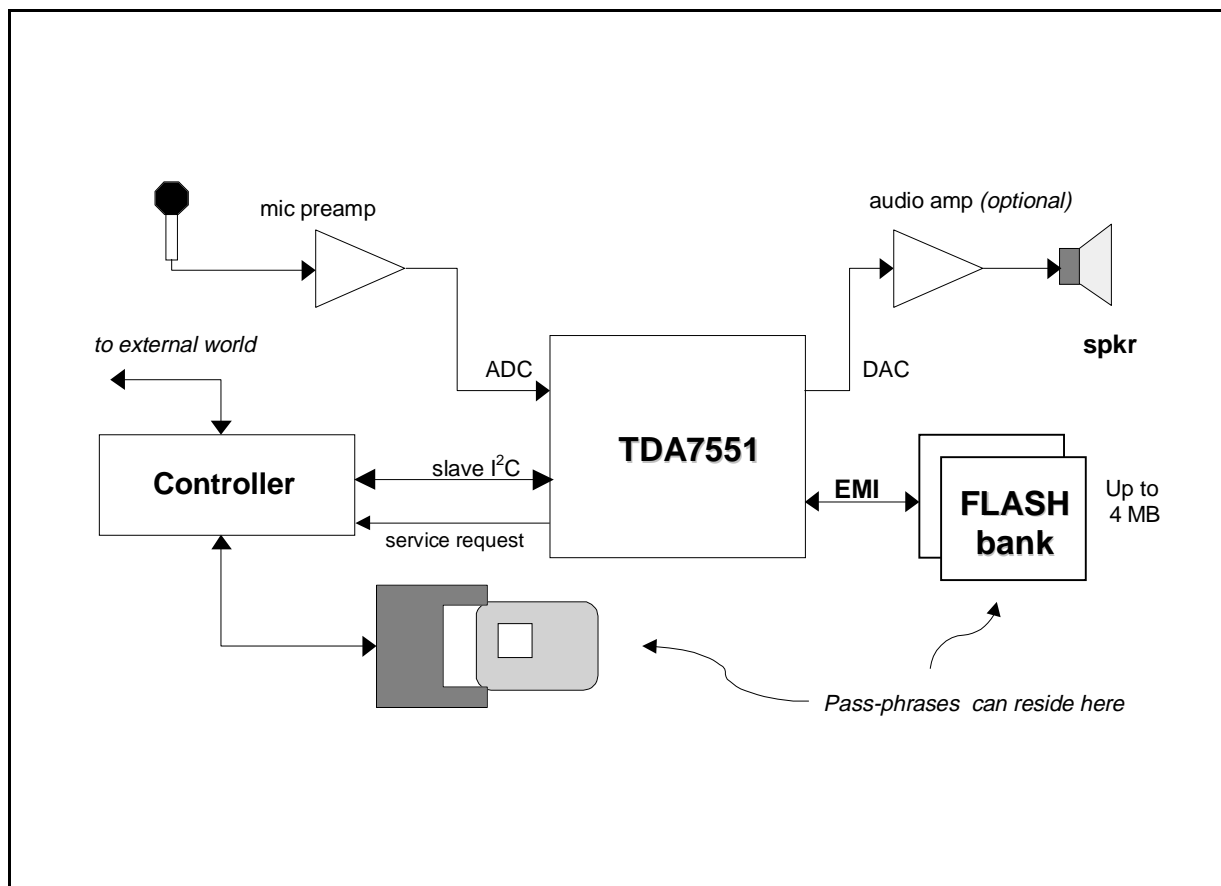 mic preamp
audio amp (optional)
to external world
spkr
ADC
DAC
TDA7551
Controller
slave I²C
EMI
FLASH
bank
Up to
4 MB
service request
Pass-phrases can reside here